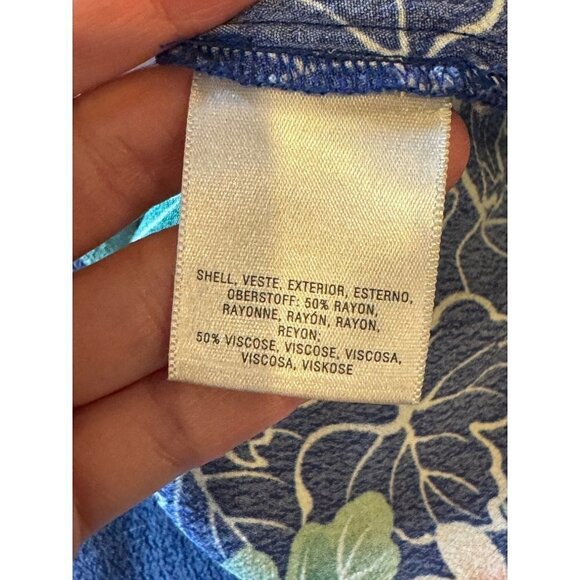 SHELL, VESTE, EXTERIOR, ESTERNO,
OBERSTOFF: 50% RAYON,
RAYONNE, RAYÓN, RAYON,
REYON;
50% VISCOSE, VISCOSE, VISCOSA,
VISCOSA, VISKOSE